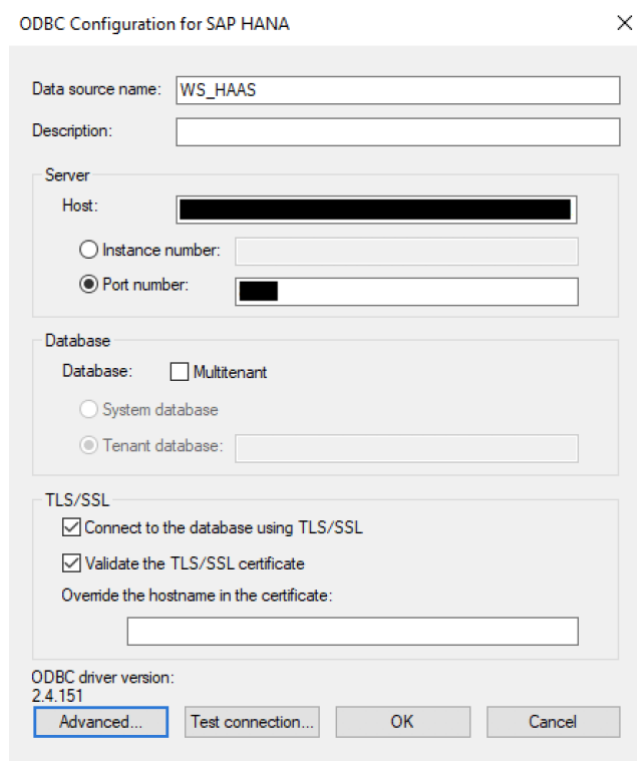 ODBC Configuration for SAP HANA
Data source name: WS_HAAS
Description:
Server
Host:
Instance number:
Port number:
Database
Database: Multitenant
System database
Tenant database:
TLS/SSL
Connect to the database using TLS/SSL
Validate the TLS/SSL certificate
Override the hostname in the certificate:
ODBC driver version:
2.4.151
Advanced... Test connection... OK Cancel